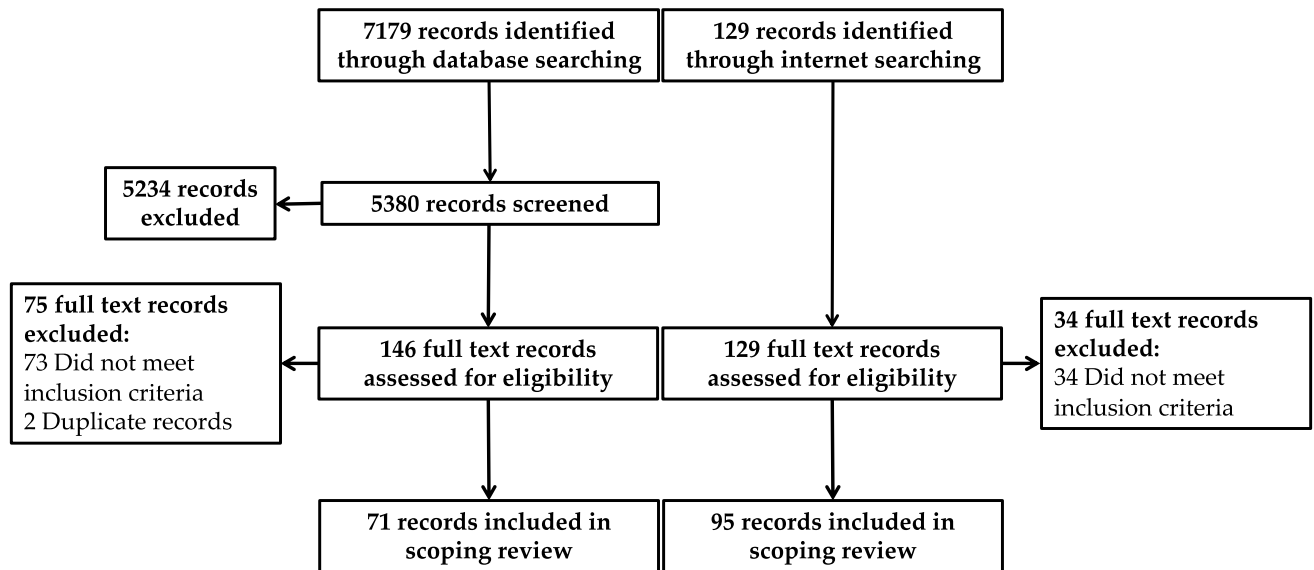 7179 records identified
through database searching
129 records identified
through internet searching
5234 records
excluded
5380 records screened
75 full text records
excluded:
73 Did not meet
inclusion criteria
2 Duplicate records
146 full text records
assessed for eligibility
129 full text records
assessed for eligibility
34 full text records
excluded:
34 Did not meet
inclusion criteria
71 records included in
scoping review
95 records included in
scoping review